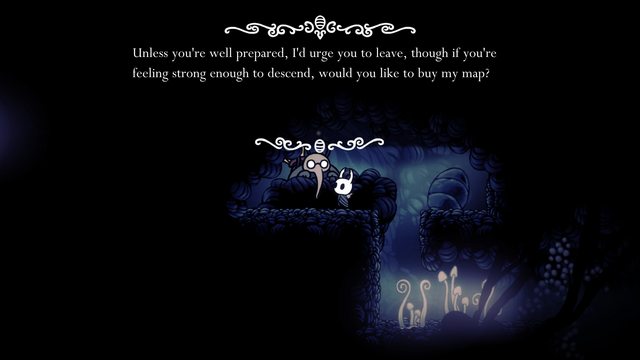 Unless you're well prepared, I'd urge you to leave, though if you're
feeling strong enough to descend, would you like to buy my map?